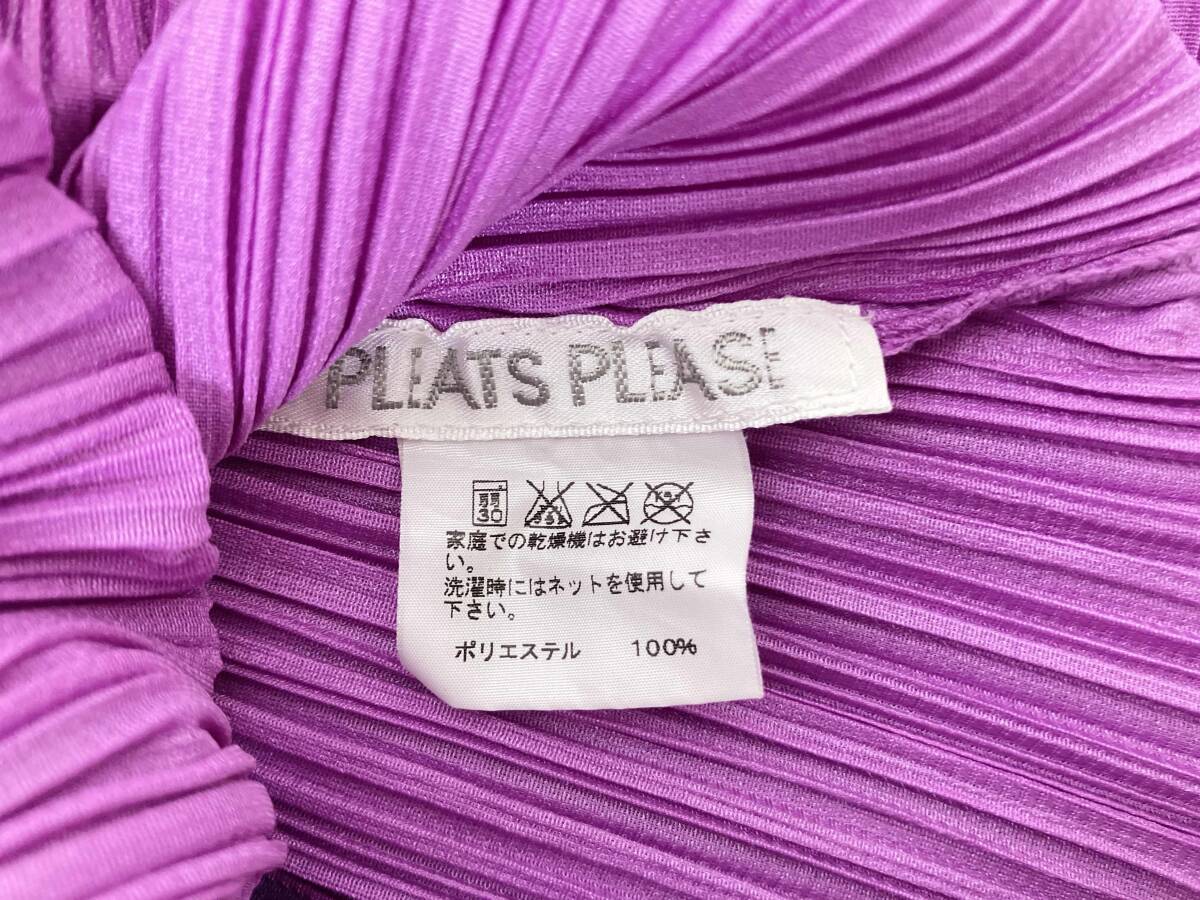 PLEATS PLEASE
弱
30
家庭での乾燥機はお避け下さ
い。
洗濯時にはネットを使用して
下さい。
ポリエステル 100%